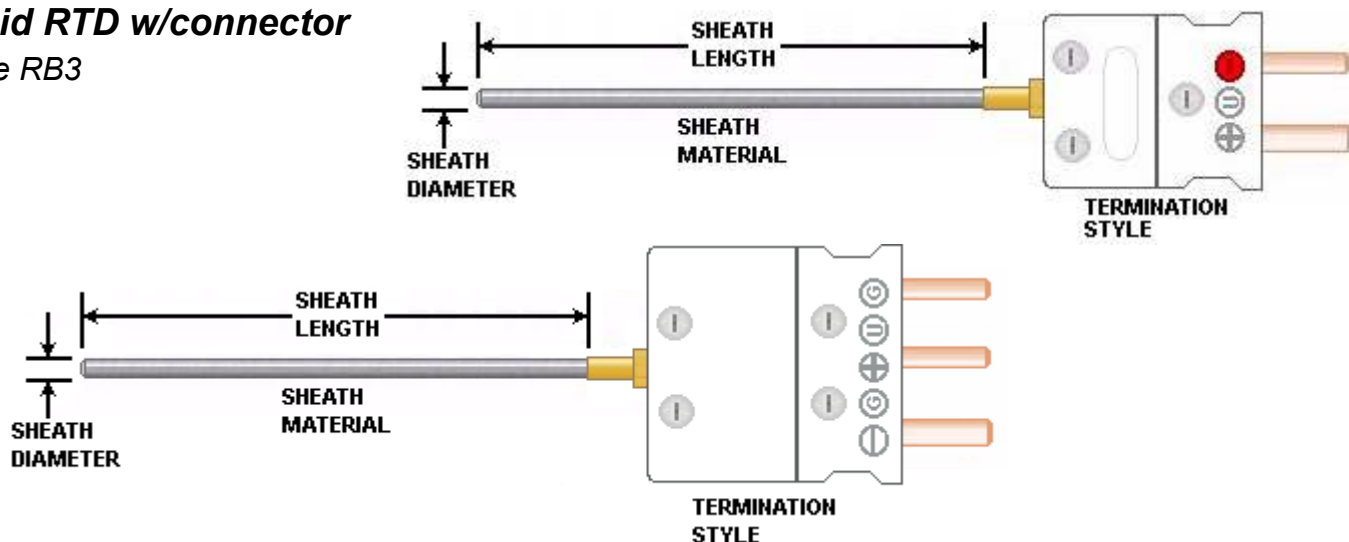 id RTD w/connector
e RB3
SHEATH
LENGTH
SHEATH
MATERIAL
SHEATH
DIAMETER
U
TERMINATION
STYLE
SHEATH
LENGTH
SHEATH
MATERIAL
SHEATH
DIAMETER
G
U
G
TERMINATION
STYLE